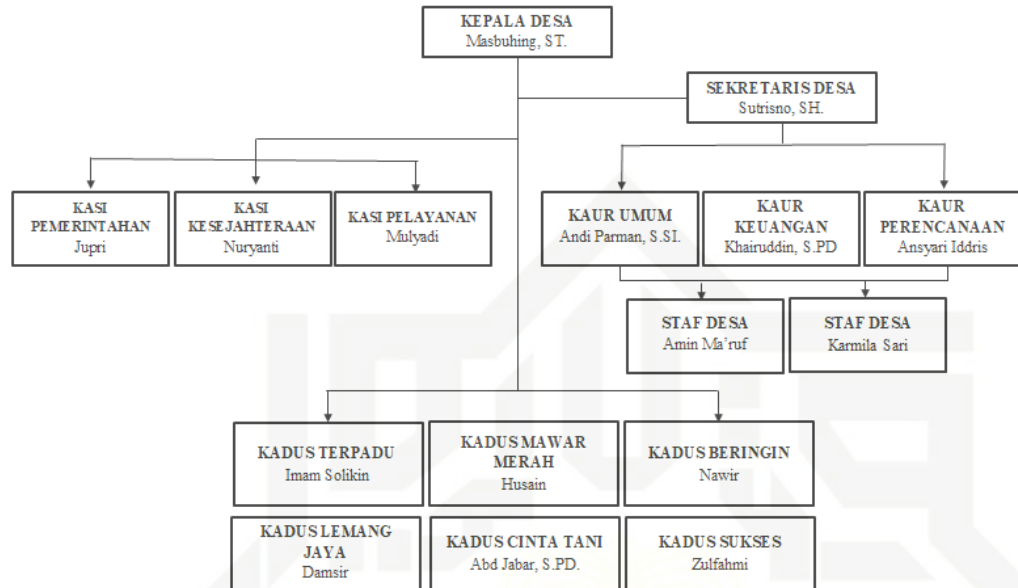 KEPALA DESA
Masbuhing, ST.
SEKRETARIS DESA
Sutrisno, SH.
KASI
PEMERINTAHAN
Jupri
KASI
KESEJAHTERAAN
Nuryanti
KASI PELAYANAN
Mulyadi
KAUR UMUM
Andi Parman, S.SI.
KAUR
KEUANGAN
Khairuddin, S.PD
KAUR
PERENCANAAN
Ansyari Iddris
STAF DESA
Amin Ma’ruf
STAF DESA
Karmila Sari
KADUS TERPADU
Imam Solikin
KADUS MAWAR
MERAH
Husain
KADUS BERINGIN
Nawir
KADUS LEMANG
JAYA
Damsir
KADUS CINTA TANI
Abd Jabar, S.PD.
KADUS SUKSES
Zulfahmi